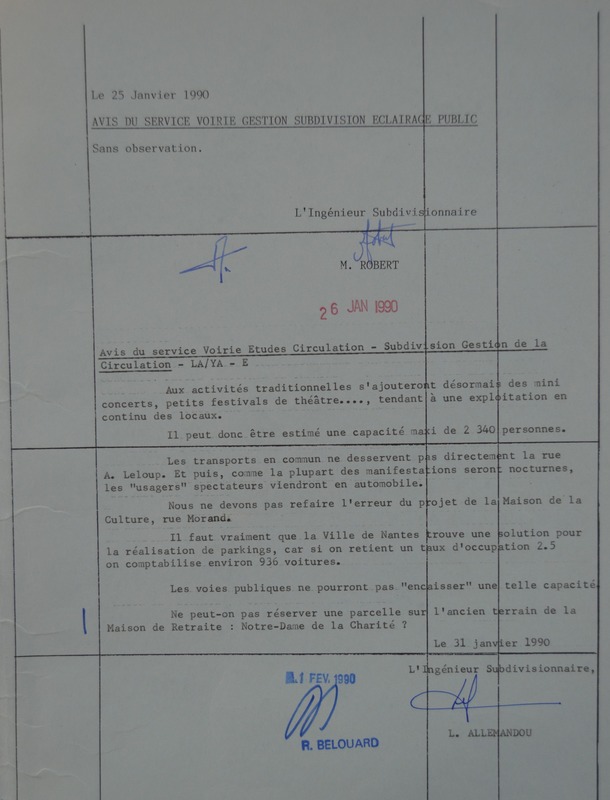 Le 25 Janvier 1990
AVIS DU SERVICE VOIRIE GESTION SUBDIVISION ECLAIRAGE PUBLIC
Sans observation.
L'Ingénieur Subdivisionnaire
M. ROBERT
26 JAN 1990
Avis du service Voirie Etudes Circulation - Subdivision Gestion de la
Circulation - LA/YA - E
Aux activités traditionnelles s'ajouteront désormais des mini
concerts, petits festivals de théâtre...., tendant à une exploitation en
continu des locaux.
Il peut donc être estimé une capacité maxi de 2 340 personnes.
Les transports en commun ne desservent pas directement la rue
A. Leloup. Et puis, comme la plupart des manifestations seront nocturnes,
les "usagers" spectateurs viendront en automobile.
Nous ne devons pas refaire l'erreur du projet de la Maison de la
Culture, rue Morand.
Il faut vraiment que la Ville de Nantes trouve une solution pour
la réalisation de parkings, car si on retient un taux d'occupation 2.5
on comptabilise environ 936 voitures.
Les voies publiques ne pourront pas "encaisser" une telle capacité
Ne peut-on pas réserver une parcelle sur l'ancien terrain de la
Maison de Retraite : Notre-Dame de la Charité ?
Le 31 janvier 1990
L'Ingénieur Subdivisionnaire,
1 FEV. 1990
R. BELOUARD
L. ALLEMANDOU